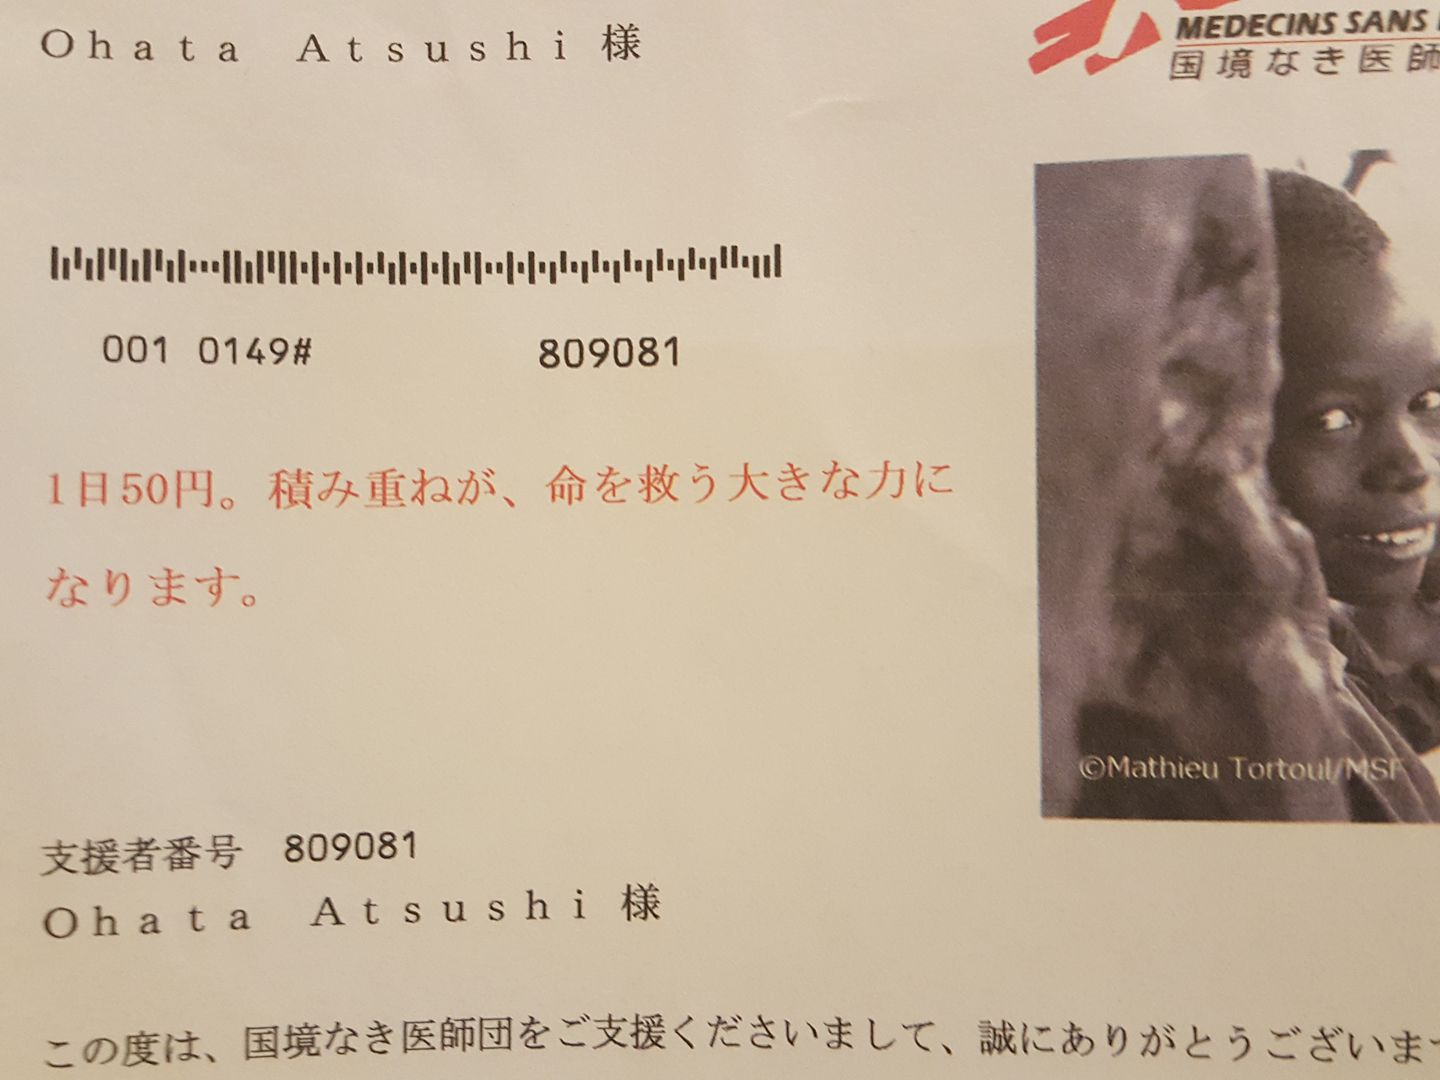 Ohata Atsushi 様
MEDECINS SANS
国境なき医師
001 0149# 809081
1日50円。積み重ねが、命を救う大きな力に
なります。
©Mathieu Tortoul/MSF
支援者番号 809081
Ohata Atsushi 様
この度は、国境なき医師団をご支援くださいまして、誠にありがとうございま